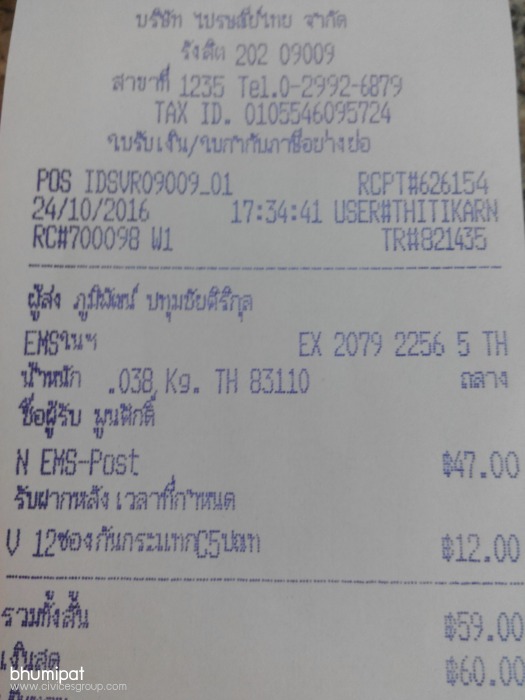 บริษัท ไปรษณีย์ไทย จำกัด
รังสิต 202 09009
สาขาที่ 1235 Tel.0-2992-6879
TAX ID. 0105546095724
ใบรับเงิน/ใบกำกับภาษีอย่างย่อ
POS IDSVR09009_01 RCPT#626154
24/10/2016 17:34:41 USER#THITIKARN
RC#700098 W1 TR#821435
ผู้ส่ง ภูมิพัฒน์ ปทุมชัยศิริกุล
EMSในฯ EX 2079 2256 5 TH
น้ำหนัก .038 Kg. TH 83110 ถลาง
ชื่อผู้รับ พูนศักดิ์
N EMS-Post ฿47.00
รับฝากหลัง เวลาที่กำหนด
V 12ซองกันกระแทกC5ปณท ฿12.00
รวมทั้งสิ้น ฿59.00
เงินสด ฿60.00
bhumipat
www.civicesgroup.com